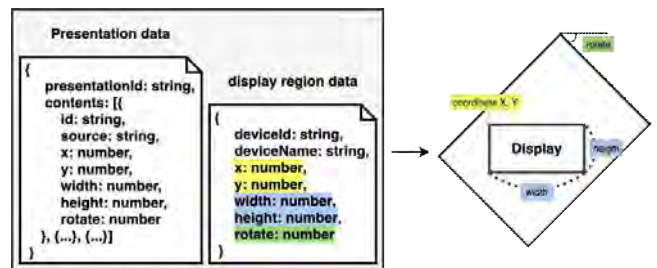 Presentation data
{
presentationId: string,
contents: [{
id: string,
source: string,
x: number,
y: number,
width: number,
height: number,
rotate: number
}, {...}, {...}]
}
display region data
{
deviceId: string,
deviceName: string,
x: number,
y: number,
width: number,
height: number,
rotate: number
}
rotate
coordinate X, Y
Display
height
width